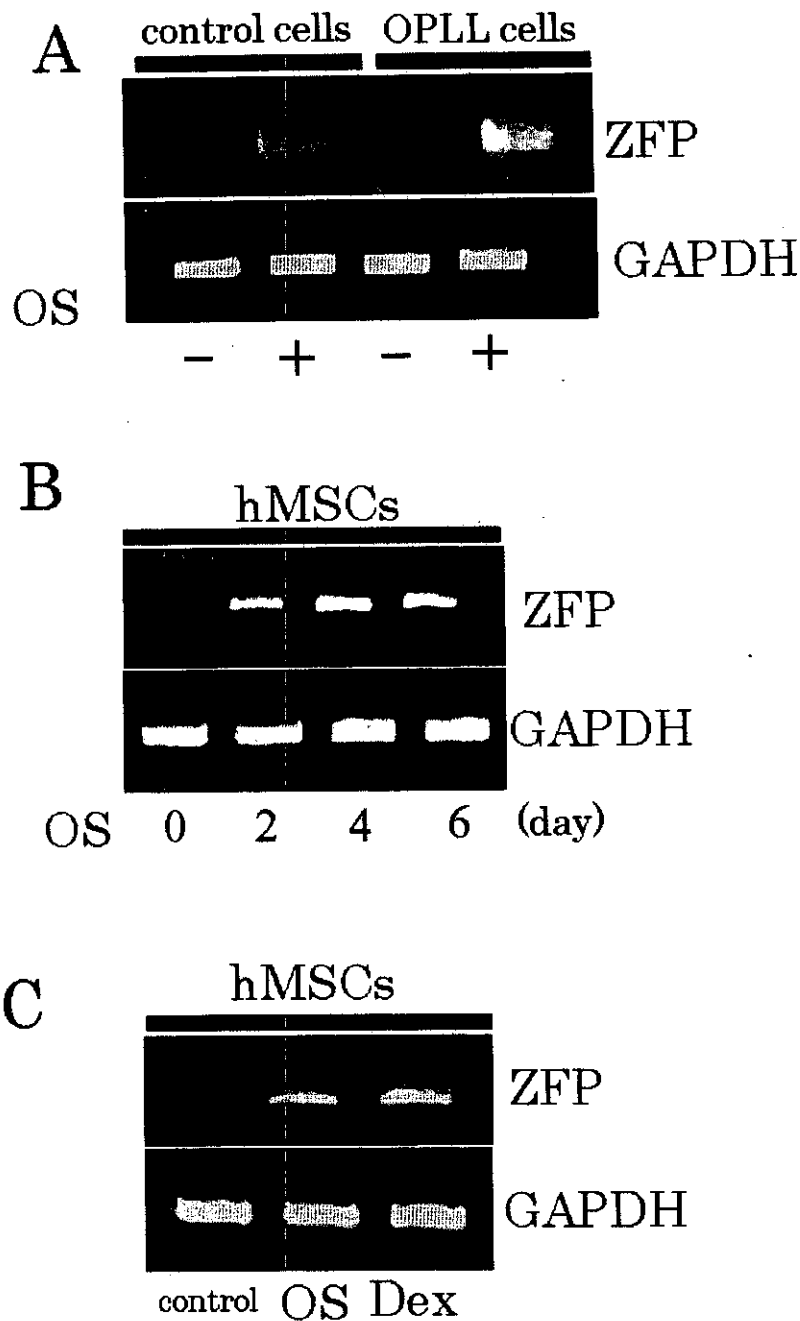 A
control cells OPLL cells
ZFP
GAPDH
OS
− + − +
B
hMSCs
ZFP
GAPDH
OS 0 2 4 6 (day)
C
hMSCs
ZFP
GAPDH
control OS Dex